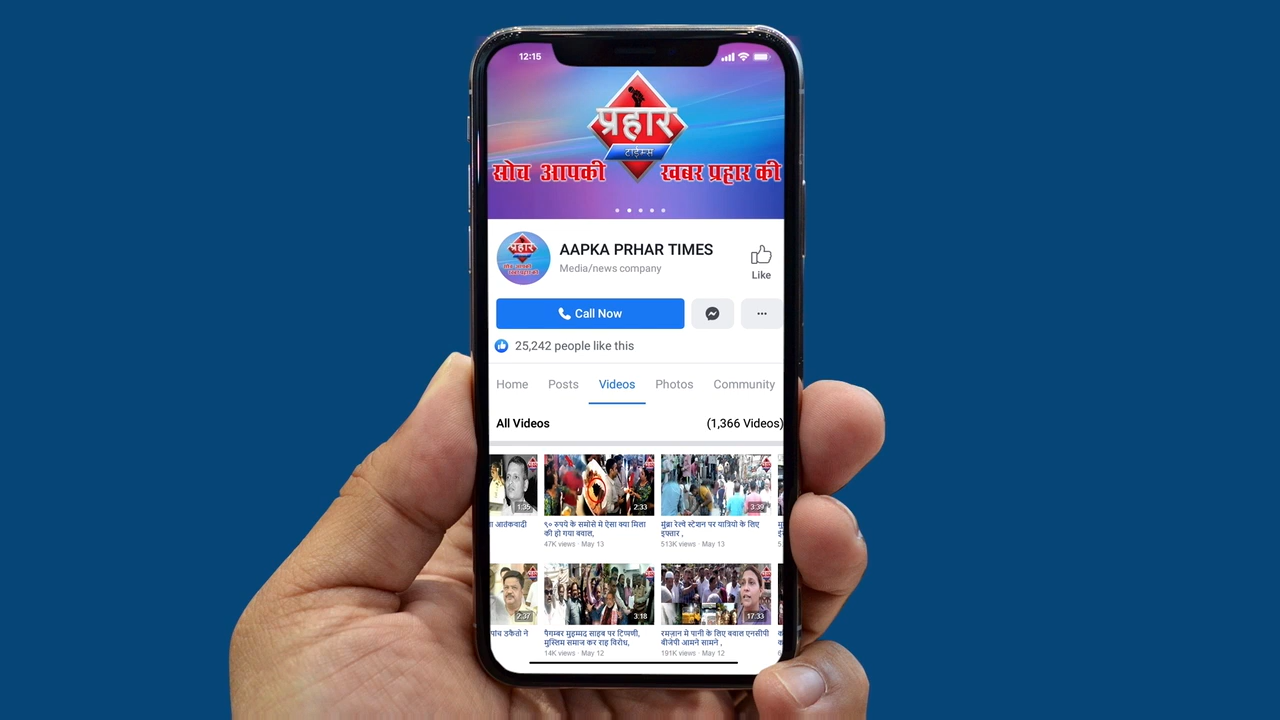 12:15
प्रहार
टाईम्स
सोच आपकी खबर प्रहार की
AAPKA PRHAR TIMES
Media/news company
Like
Call Now
25,242 people like this
Home Posts Videos Photos Community
All Videos (1,366 Videos)
1:35 2:33 3:39
आतंकवादी
१० रुपये के समोसे मे ऐसा क्या मिला
की हो गया बवाल,
47K views · May 13
मुंब्रा रेल्वे स्टेशन पर यात्रियो के लिए
इफ्तार ,
513K views · May 13
2:37 3:18 17:33
पांच डकैतो ने
पैगम्बर मुहम्मद साहब पर टिप्पणी,
मुस्लिम समाज कर राह विरोध,
14K views · May 12
रमज़ान मे पानी के लिए बवाल एनसीपी
बीजेपी आमने सामने ,
191K views · May 12